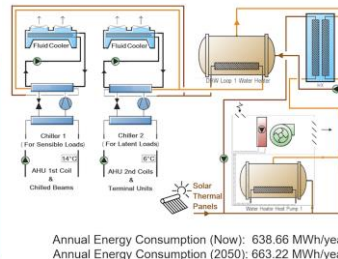 Fluid Cooler
Fluid Cooler
DHW Loop 1 Water Heater
HX
Chiller 1
(For Sensible Loads)
Chiller 2
(For Latent Loads)
14°C
6°C
AHU 1st Coil
&
Chilled Beams
AHU 2nd Coils
&
Teminal Units
Solar
Thermal
Panels
Water Heater Heat Pump 1
Annual Energy Consumption (Now): 638.66 MWh/yea
Annual Energy Consumption (2050): 663.22 MWh/yea